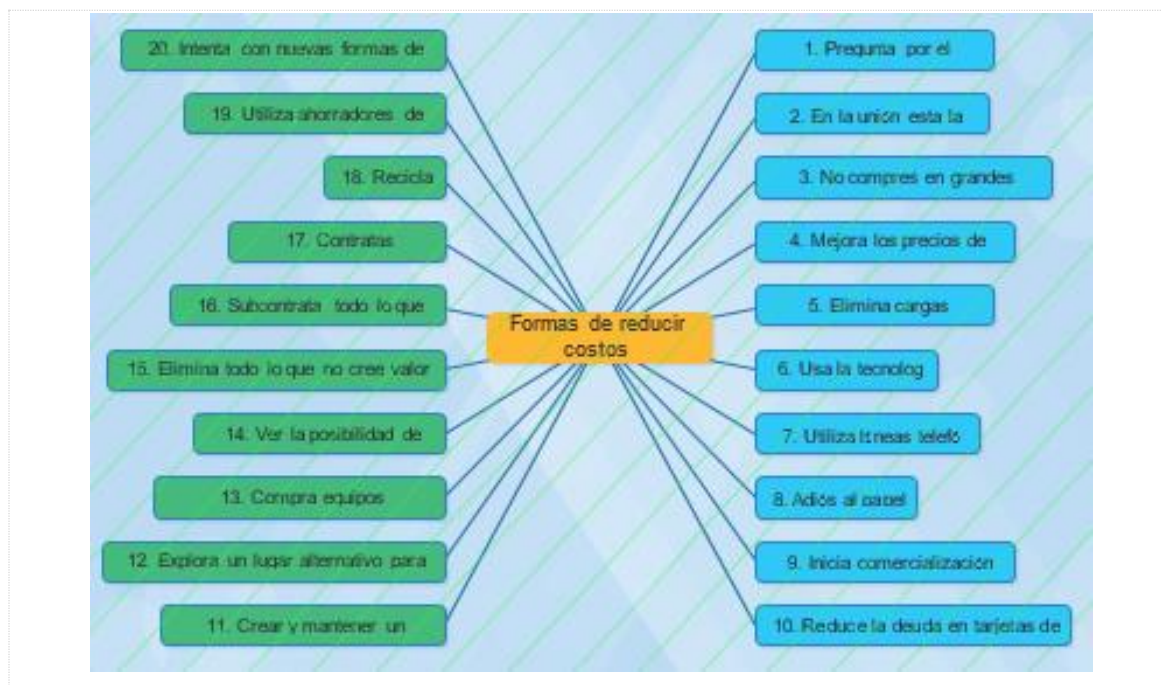 Formas de reducir
costos
1. Pregunta por el
2. En la unión esta la
3. No compres en grandes
4. Mejora los precios de
5. Elimina cargas
6. Usa la tecnolog
7. Utiliza líneas telefó
8. Adiós al papel
9. Inicia comercialización
10. Reduce la deuda en tarjetas de
11. Crear y mantener un
12. Explora un lugar alternativo para
13. Compra equipos
14. Ver la posibilidad de
15. Elimina todo lo que no cree valor
16. Subcontrata todo lo que
17. Contratas
18. Recicla
19. Utiliza ahorradores de
20. Intenta con nuevas formas de